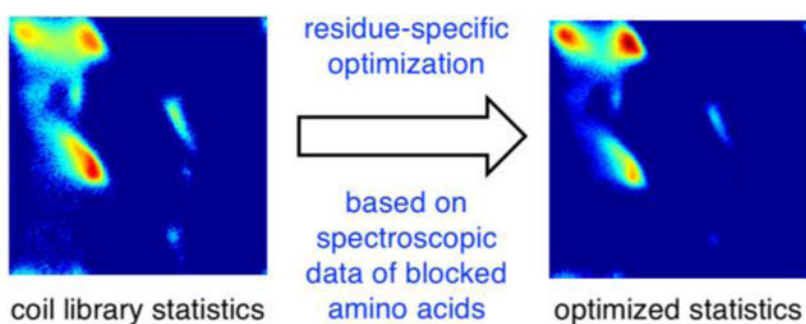 residue-specific
optimization
based on
spectroscopic
data of blocked
amino acids
coil library statistics
optimized statistics